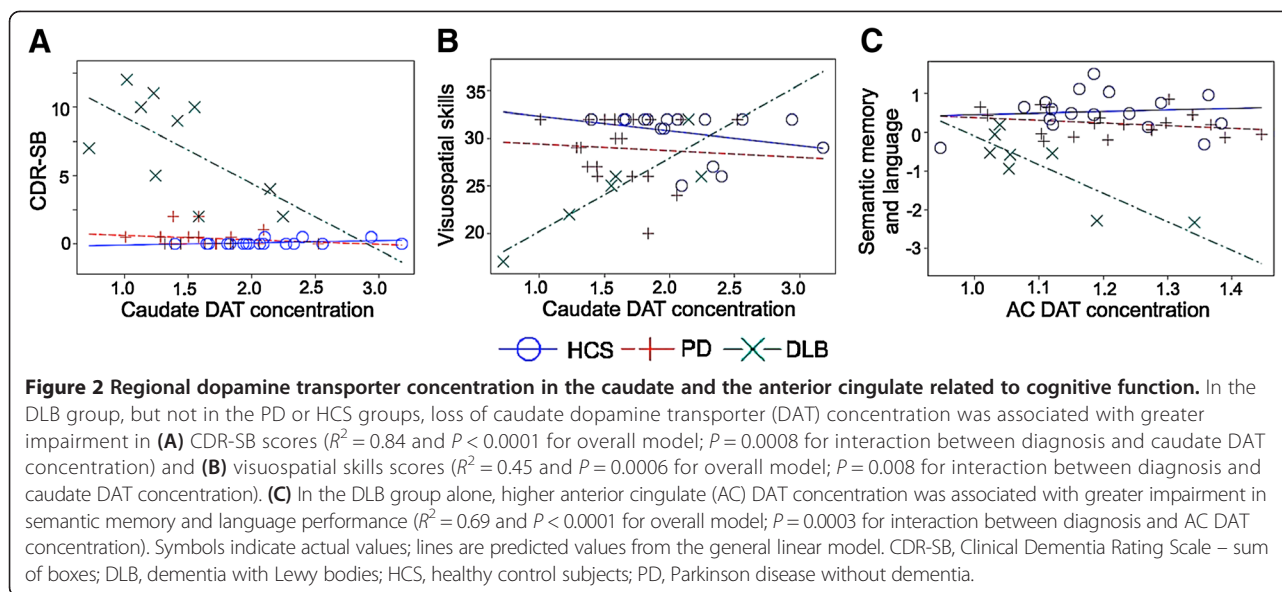 A
B
C
CDR-SB
10
5
0
1.0 1.5 2.0 2.5 3.0
Caudate DAT concentration
Visuospatial skills
35
30
25
20
1.0 1.5 2.0 2.5 3.0
Caudate DAT concentration
Semantic memory
and language
1
0
-1
-2
-3
1.0 1.1 1.2 1.3 1.4
AC DAT concentration
HCS PD DLB
Figure 2 Regional dopamine transporter concentration in the caudate and the anterior cingulate related to cognitive function. In the
DLB group, but not in the PD or HCS groups, loss of caudate dopamine transporter (DAT) concentration was associated with greater
impairment in (A) CDR-SB scores (R² = 0.84 and P < 0.0001 for overall model; P = 0.0008 for interaction between diagnosis and caudate DAT
concentration) and (B) visuospatial skills scores (R² = 0.45 and P = 0.0006 for overall model; P = 0.008 for interaction between diagnosis and
caudate DAT concentration). (C) In the DLB group alone, higher anterior cingulate (AC) DAT concentration was associated with greater impairment in
semantic memory and language performance (R² = 0.69 and P < 0.0001 for overall model; P = 0.0003 for interaction between diagnosis and AC DAT
concentration). Symbols indicate actual values; lines are predicted values from the general linear model. CDR-SB, Clinical Dementia Rating Scale – sum
of boxes; DLB, dementia with Lewy bodies; HCS, healthy control subjects; PD, Parkinson disease without dementia.